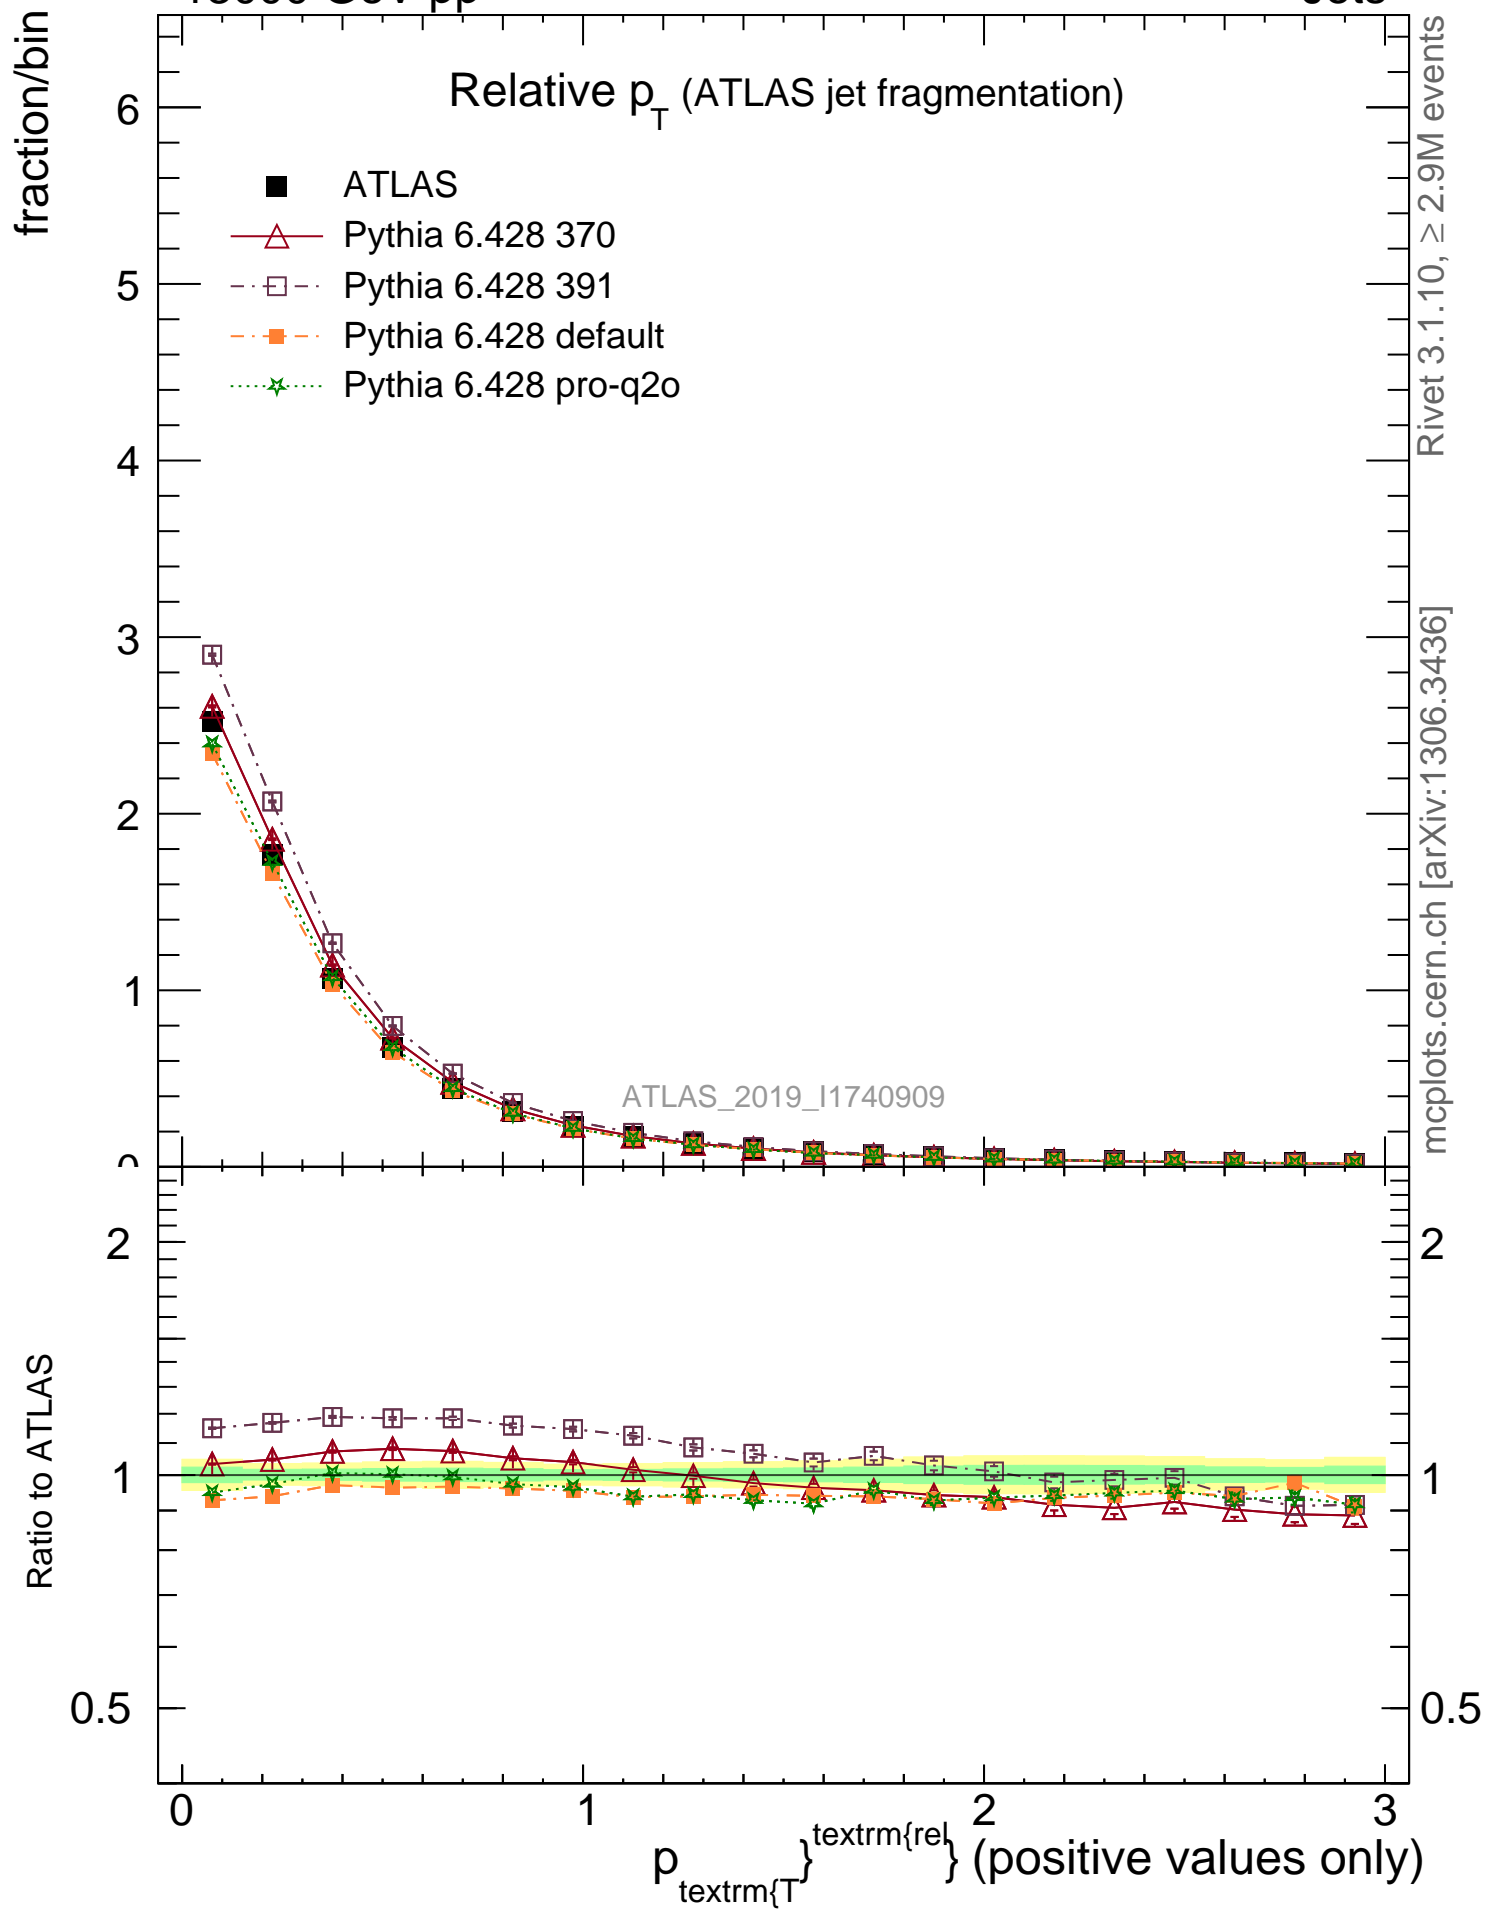 fraction/bin
Relative p_T (ATLAS jet fragmentation)
ATLAS
Pythia 6.428 370
Pythia 6.428 391
Pythia 6.428 default
Pythia 6.428 pro-q2o
6
5
4
3
2
1
ATLAS_2019_I1740909
Rivet 3.1.10, ≥ 2.9M events
mcplots.cern.ch [arXiv:1306.3436]
Ratio to ATLAS
2
1
0.5
2
1
0.5
0 1 2 3
p_textrm{T}^textrm{rel} (positive values only)